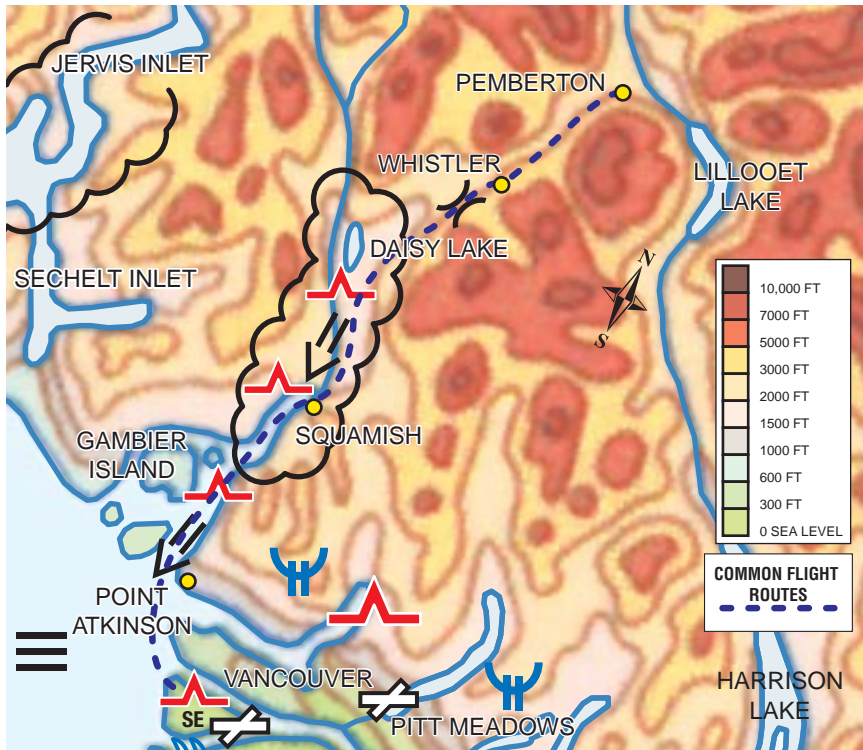 JERVIS INLET
PEMBERTON
WHISTLER
LILLOOET
LAKE
DAISY LAKE
SECHELT INLET
N
S
10,000 FT
7000 FT
5000 FT
3000 FT
2000 FT
1500 FT
1000 FT
600 FT
300 FT
0 SEA LEVEL
SQUAMISH
GAMBIER
ISLAND
COMMON FLIGHT
ROUTES
POINT
ATKINSON
VANCOUVER
HARRISON
LAKE
SE
PITT MEADOWS